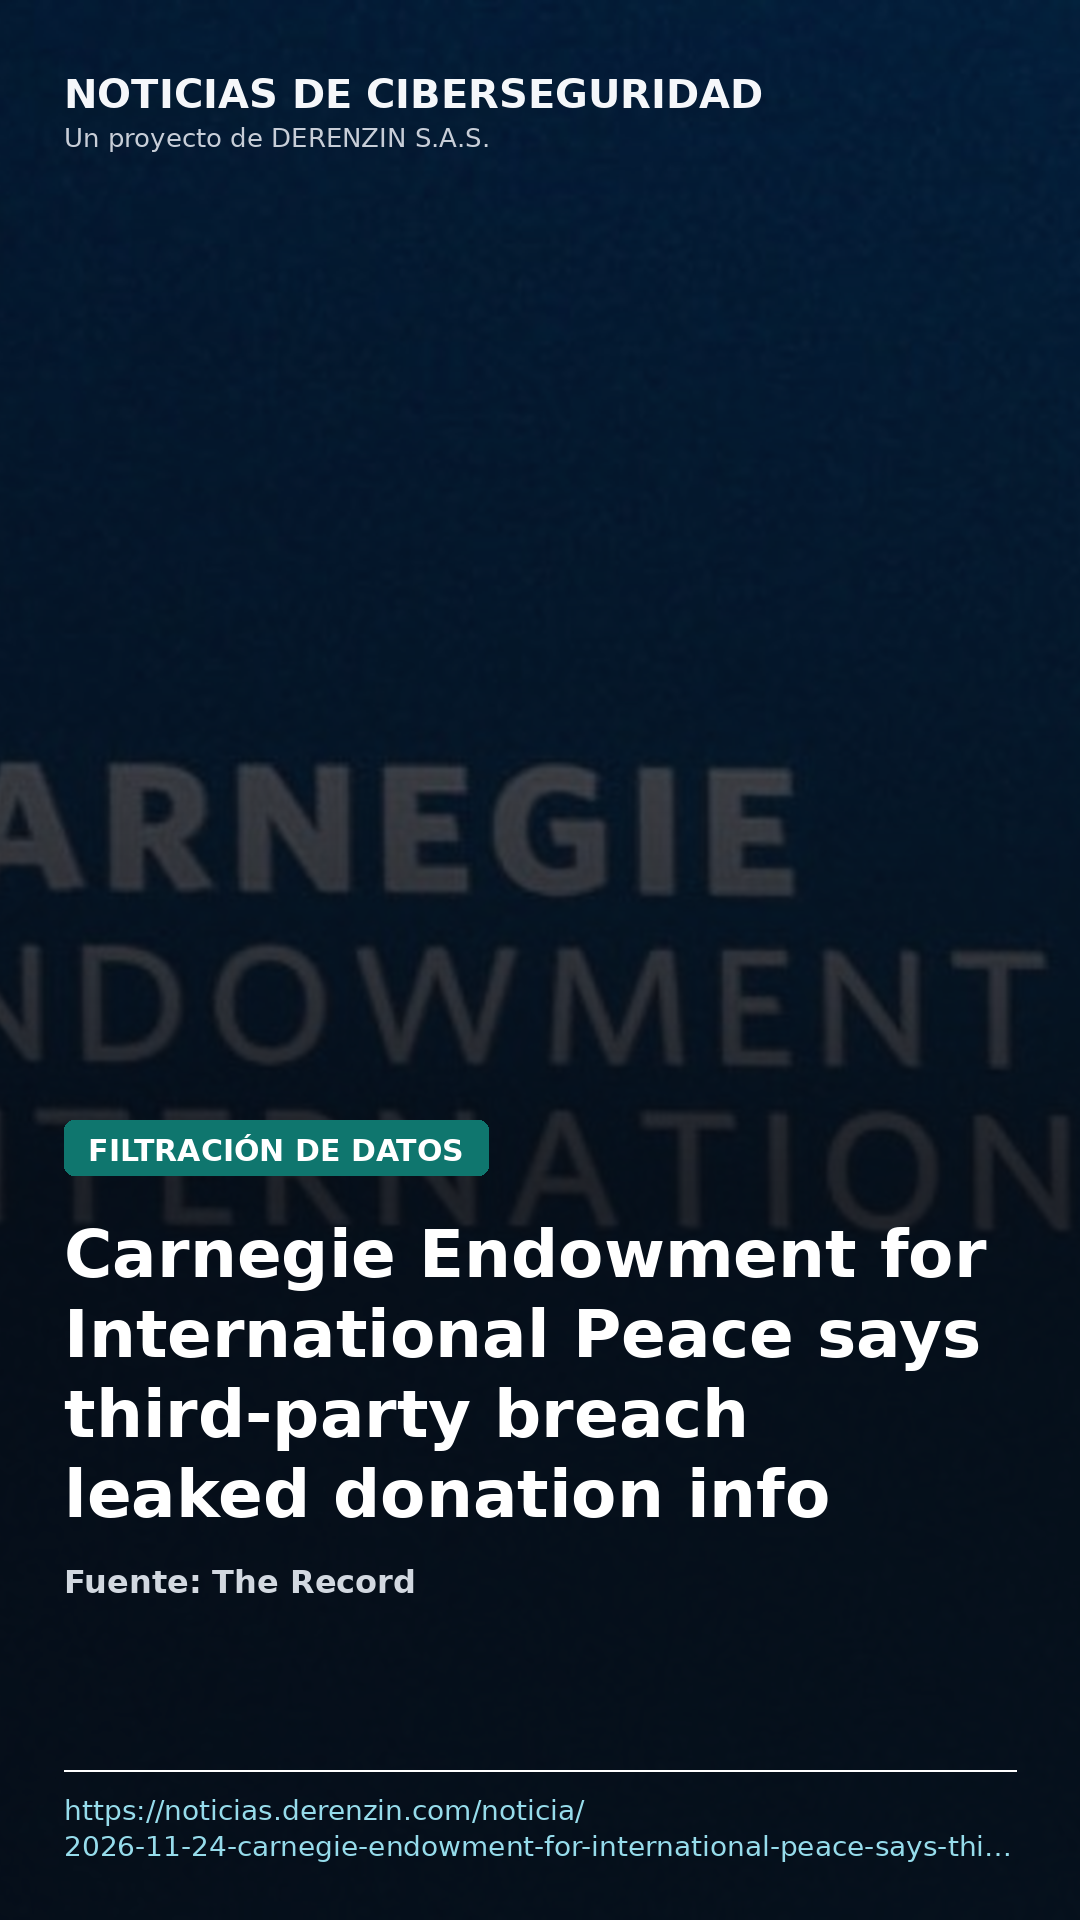 NOTICIAS DE CIBERSEGURIDAD
Un proyecto de DERENZIN S.A.S.
ARNEGIE
NDOWMENT
NTERNATION
FILTRACIÓN DE DATOS
Carnegie Endowment for
International Peace says
third-party breach
leaked donation info
Fuente: The Record
https://noticias.derenzin.com/noticia/
2026-11-24-carnegie-endowment-for-international-peace-says-thi…